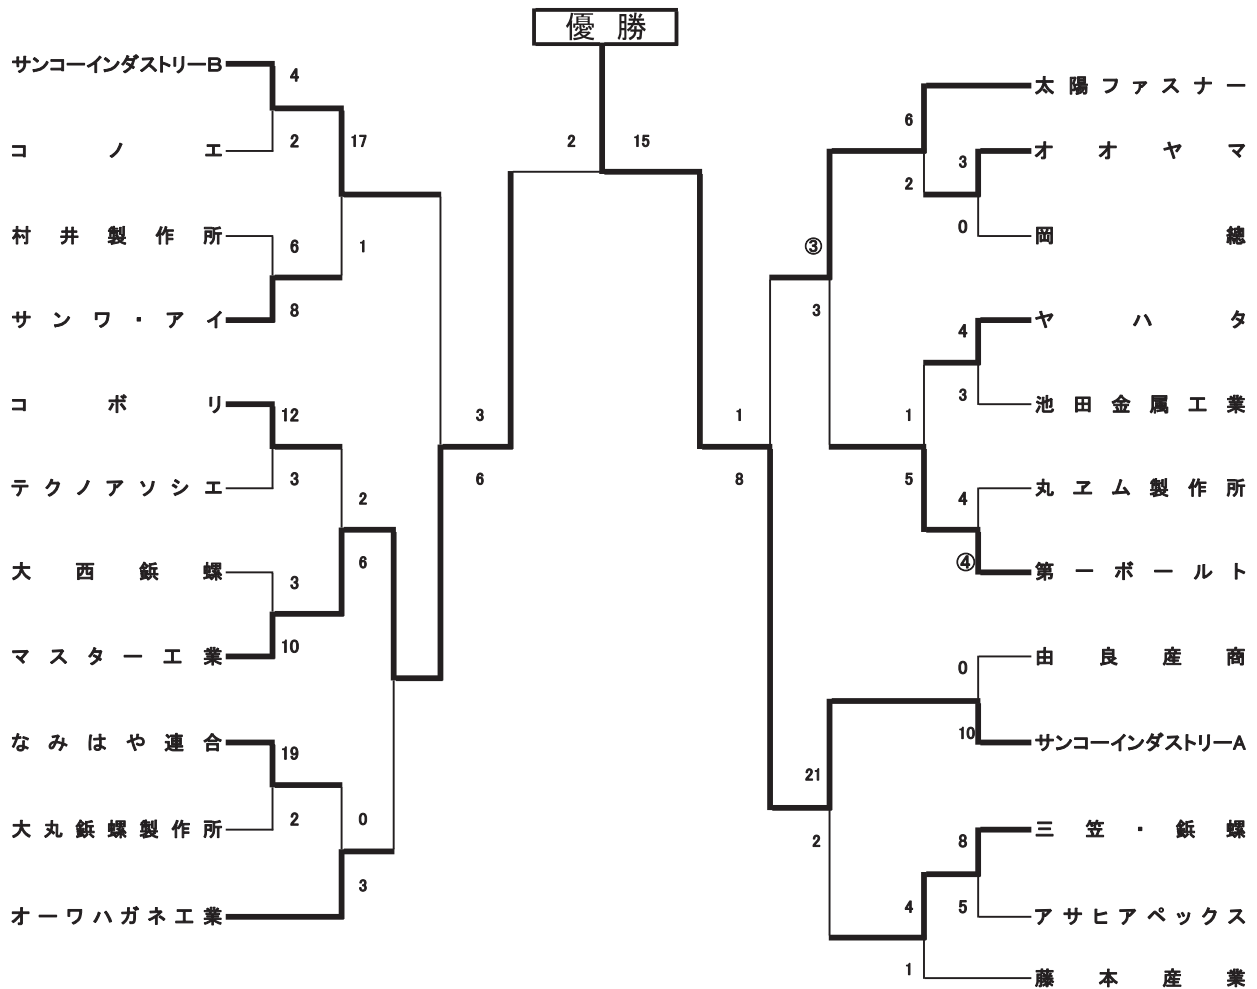 優勝
2 15
サンコーインダストリーB
4
2
コノエ
17
1
村井製作所
6
8
サンワ・アイ
コボリ
12
3
テクノアソシエ
2
6
大西鋲螺
3
10
マスター工業
3
6
なみはや連合
19
2
大丸鋲螺製作所
0
3
オーワハガネ工業
太陽ファスナー
6
2
オオヤマ
3
0
岡總
③
3
ヤハタ
4
3
池田金属工業
1
5
丸ヱム製作所
4
④
第一ボールト
1
8
由良産商
0
10
サンコーインダストリーA
21
2
三笠・鋲螺
8
5
アサヒアペックス
4
1
藤本産業